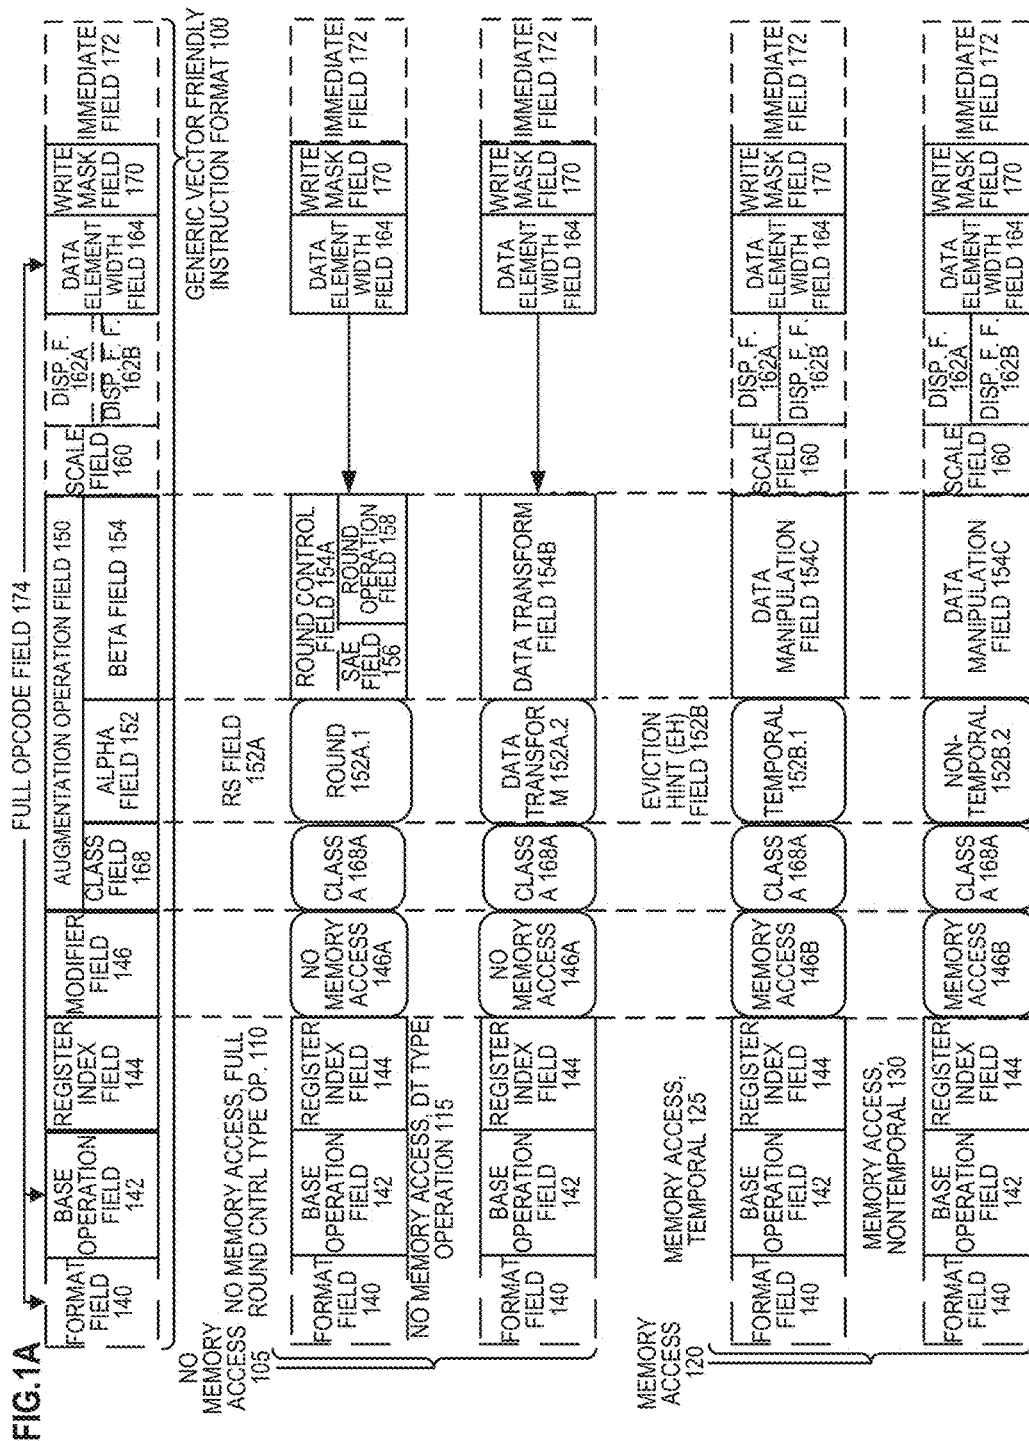 FIG.1A
FULL OPCODE FIELD 174
FORMAT
FIELD
140
BASE
OPERATION
FIELD
142
REGISTER
INDEX
FIELD
144
MODIFIER
FIELD
146
AUGMENTATION OPERATION FIELD 150
CLASS
FIELD
168
ALPHA
FIELD 152
BETA FIELD 154
SCALE
FIELD
160
DISP. F.
162A
DISP. F. F.
162B
DATA
ELEMENT
WIDTH
FIELD 164
WRITE
MASK
FIELD
170
IMMEDIATE
FIELD 172
GENERIC VECTOR FRIENDLY
INSTRUCTION FORMAT 100
NO
MEMORY
ACCESS
105
NO MEMORY ACCESS, FULL
ROUND CNTRL TYPE OP. 110
RS FIELD
152A
FORMAT
FIELD
140
BASE
OPERATION
FIELD
142
REGISTER
INDEX
FIELD
144
NO
MEMORY
ACCESS
146A
CLASS
A 168A
ROUND
152A.1
ROUND CONTROL
FIELD 154A
SAE
FIELD
156
ROUND
OPERATION
FIELD 158
DATA
ELEMENT
WIDTH
FIELD 164
WRITE
MASK
FIELD
170
IMMEDIATE
FIELD 172
NO MEMORY ACCESS, DT TYPE
OPERATION 115
FORMAT
FIELD
140
BASE
OPERATION
FIELD
142
REGISTER
INDEX
FIELD
144
NO
MEMORY
ACCESS
146A
CLASS
A 168A
DATA
TRANSFOR
M 152A.2
DATA TRANSFORM
FIELD 154B
DATA
ELEMENT
WIDTH
FIELD 164
WRITE
MASK
FIELD
170
IMMEDIATE
FIELD 172
MEMORY
ACCESS
120
MEMORY ACCESS,
TEMPORAL 125
EVICTION
HINT (EH)
FIELD 152B
FORMAT
FIELD
140
BASE
OPERATION
FIELD
142
REGISTER
INDEX
FIELD
144
MEMORY
ACCESS
146B
CLASS
A 168A
TEMPORAL
152B.1
DATA
MANIPULATION
FIELD 154C
SCALE
FIELD
160
DISP. F.
162A
DISP. F. F.
162B
DATA
ELEMENT
WIDTH
FIELD 164
WRITE
MASK
FIELD
170
IMMEDIATE
FIELD 172
MEMORY ACCESS,
NONTEMPORAL 130
FORMAT
FIELD
140
BASE
OPERATION
FIELD
142
REGISTER
INDEX
FIELD
144
MEMORY
ACCESS
146B
CLASS
A 168A
NON-
TEMPORAL
152B.2
DATA
MANIPULATION
FIELD 154C
SCALE
FIELD
160
DISP. F.
162A
DISP. F. F.
162B
DATA
ELEMENT
WIDTH
FIELD 164
WRITE
MASK
FIELD
170
IMMEDIATE
FIELD 172